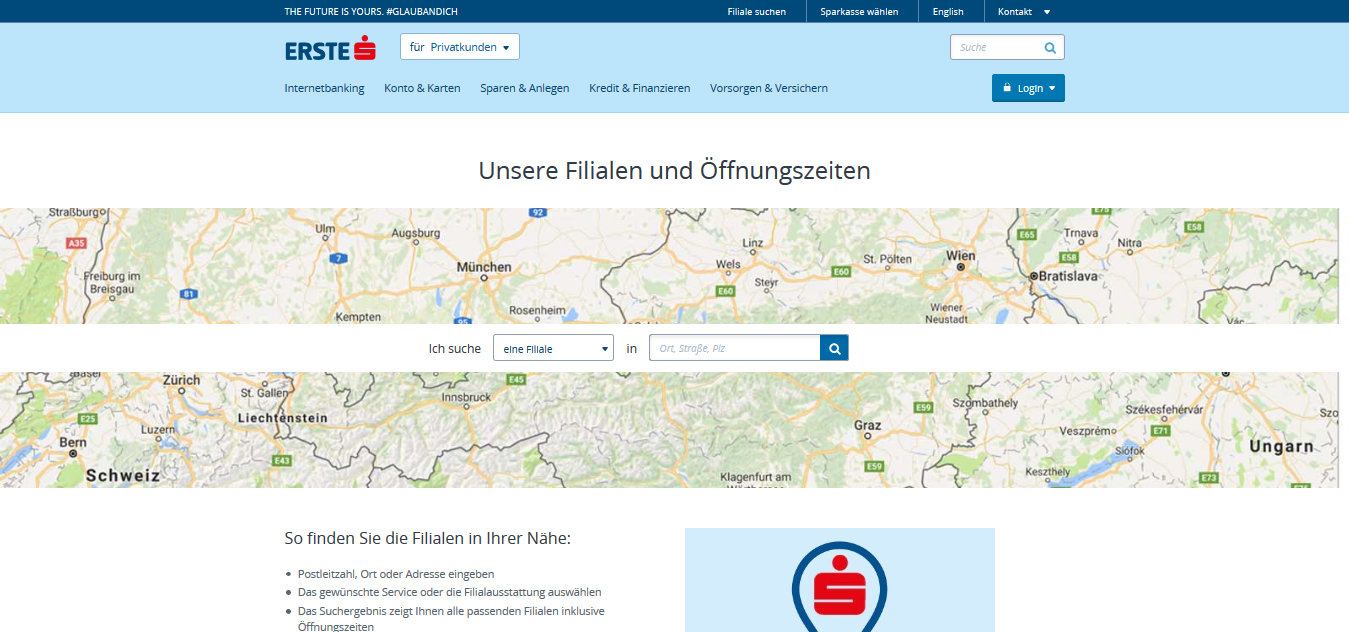 THE FUTURE IS YOURS. #GLAUBANDICH
Filiale suchen
Sparkasse wählen
English
Kontakt
ERSTE
für Privatkunden
Suche
Internetbanking
Konto & Karten
Sparen & Anlegen
Kredit & Finanzieren
Vorsorgen & Versichern
Login
Unsere Filialen und Öffnungszeiten
Straßburg
92
A35
Ulm
Augsburg
7
München
Freiburg im
Breisgau
81
Kempten
95
Rosenheim
Linz
Wels
Steyr
E60
E60
St. Pölten
Wien
Wiener
Neustadt
E65
E58
Trnava
Nitra
E58
Bratislava
Ich suche
eine Filiale
in
Ort, Straße, Plz
Basel
Zürich
St. Gallen
E45
Innsbruck
E25
Luzern
Liechtenstein
Bern
E43
Schweiz
Graz
E59
E59
Klagenfurt am
Szombathely
Székesfehérvár
Veszprém
E71
Siófok
Keszthely
E73
Ungarn
Szo
So finden Sie die Filialen in Ihrer Nähe:
Postleitzahl, Ort oder Adresse eingeben
Das gewünschte Service oder die Filialausstattung auswählen
Das Suchergebnis zeigt Ihnen alle passenden Filialen inklusive
Öffnungszeiten